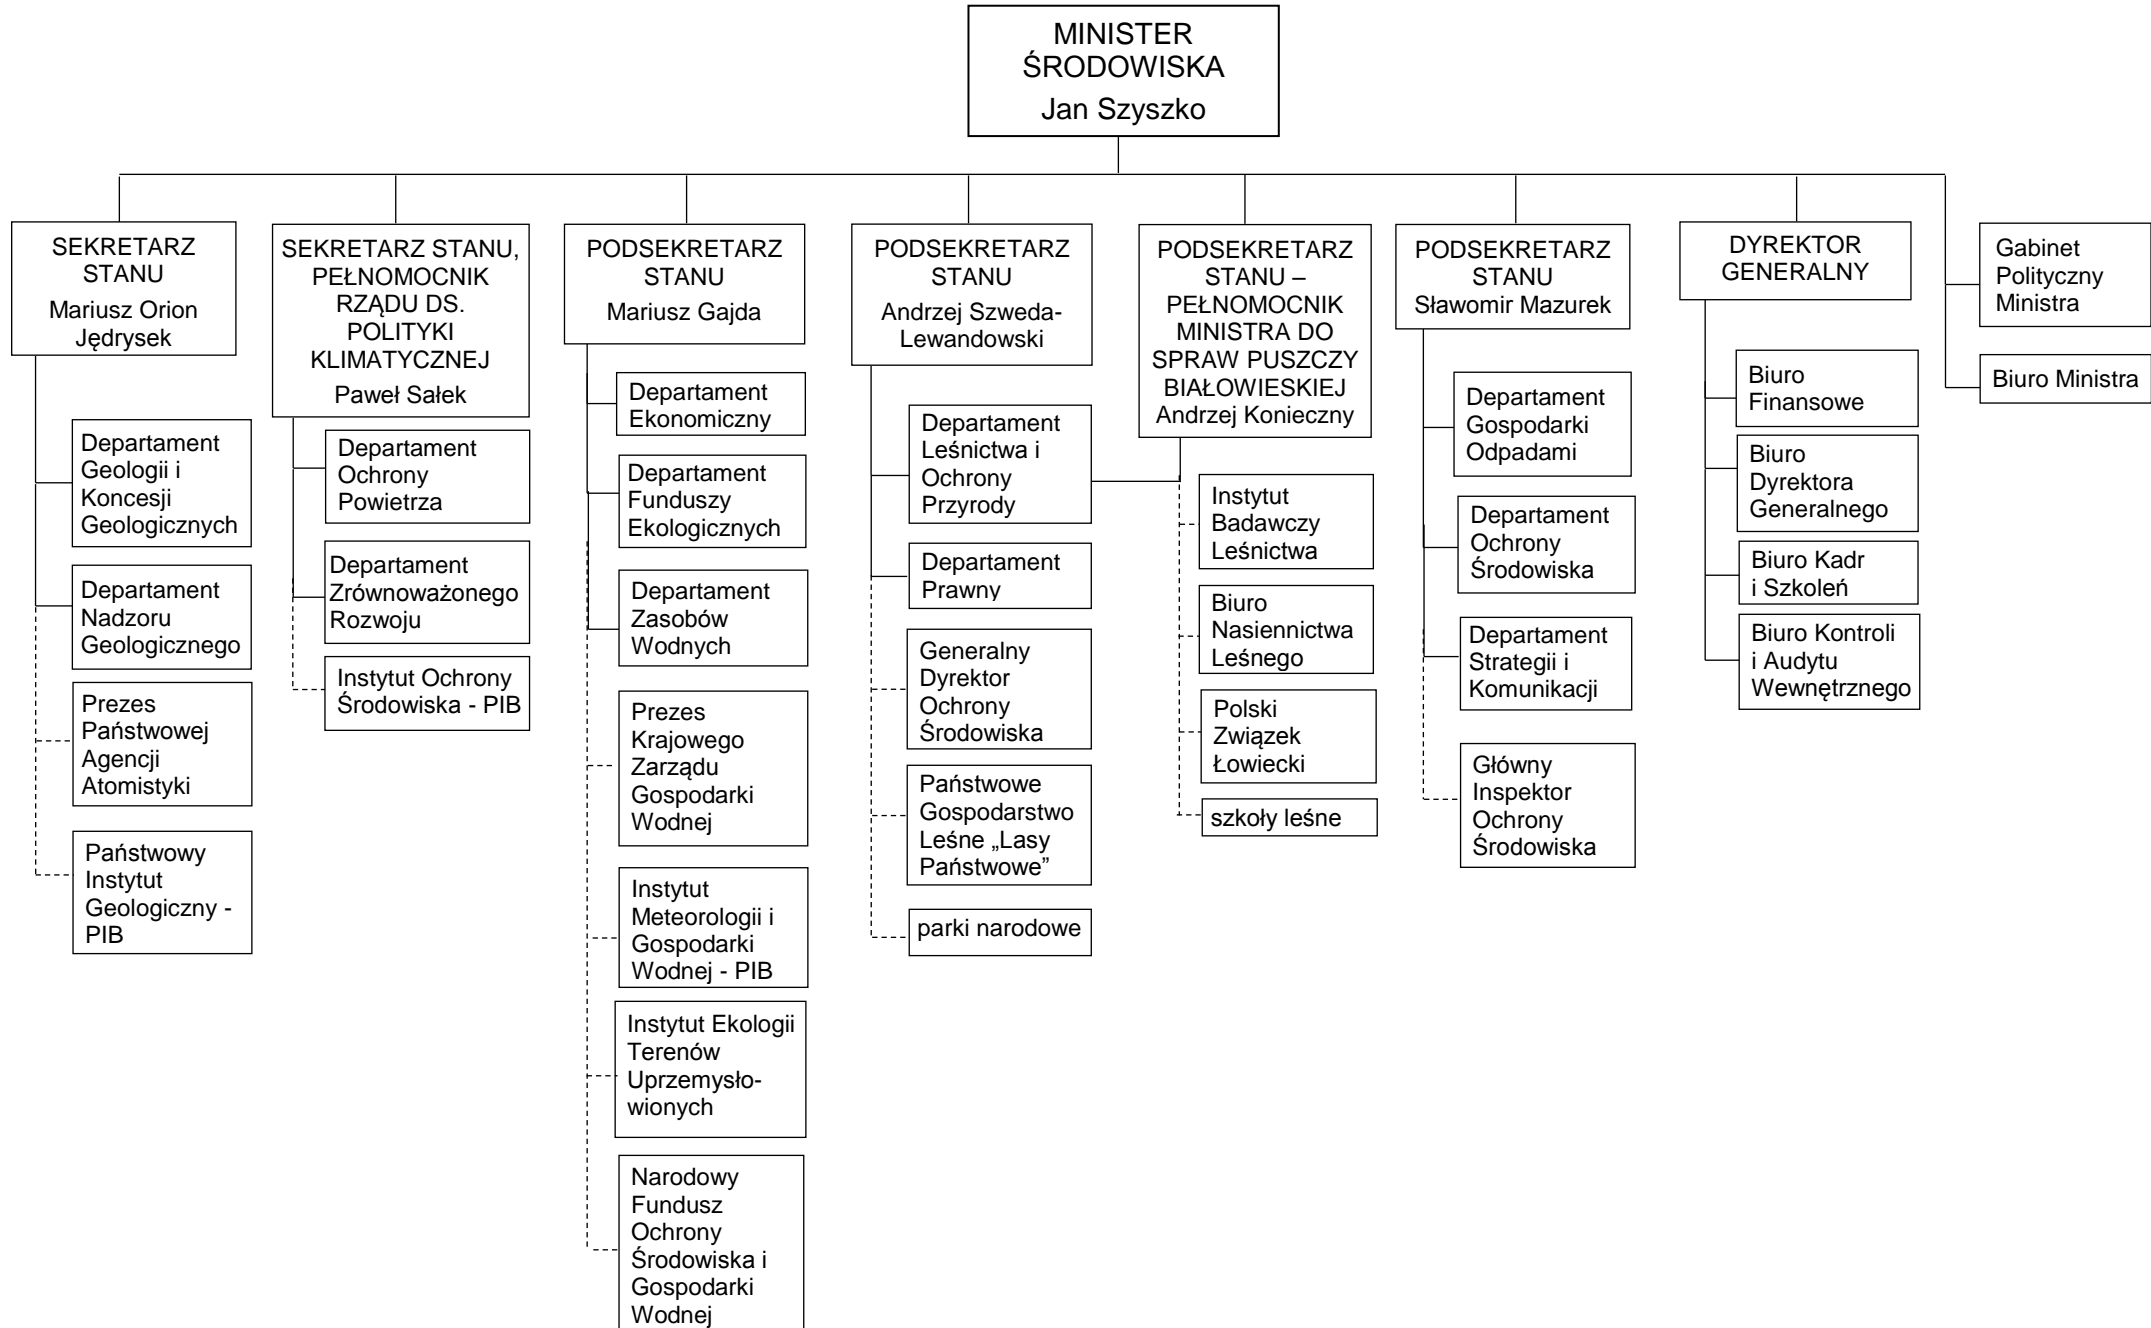 MINISTER
ŚRODOWISKA
Jan Szyszko
SEKRETARZ
STANU
Mariusz Orion
Jędrysek
Departament
Geologii i
Koncesji
Geologicznych
Departament
Nadzoru
Geologicznego
Prezes
Państwowej
Agencji
Atomistyki
Państwowy
Instytut
Geologiczny -
PIB
SEKRETARZ STANU,
PEŁNOMOCNIK
RZĄDU DS.
POLITYKI
KLIMATYCZNEJ
Paweł Sałek
Departament
Ochrony
Powietrza
Departament
Zrównoważonego
Rozwoju
Instytut Ochrony
Środowiska - PIB
PODSEKRETARZ
STANU
Mariusz Gajda
Departament
Ekonomiczny
Departament
Funduszy
Ekologicznych
Departament
Zasobów
Wodnych
Prezes
Krajowego
Zarządu
Gospodarki
Wodnej
Instytut
Meteorologii i
Gospodarki
Wodnej - PIB
Instytut Ekologii
Terenów
Uprzemysło-
wionych
Narodowy
Fundusz
Ochrony
Środowiska i
Gospodarki
Wodnej
PODSEKRETARZ
STANU
Andrzej Szweda-
Lewandowski
Departament
Leśnictwa i
Ochrony
Przyrody
Departament
Prawny
Generalny
Dyrektor
Ochrony
Środowiska
Państwowe
Gospodarstwo
Leśne „Lasy
Państwowe”
parki narodowe
PODSEKRETARZ
STANU –
PEŁNOMOCNIK
MINISTRA DO
SPRAW PUSZCZY
BIAŁOWIESKIEJ
Andrzej Konieczny
Instytut
Badawczy
Leśnictwa
Biuro
Nasiennictwa
Leśnego
Polski
Związek
Łowiecki
szkoły leśne
PODSEKRETARZ
STANU
Sławomir Mazurek
Departament
Gospodarki
Odpadami
Departament
Ochrony
Środowiska
Departament
Strategii i
Komunikacji
Główny
Inspektor
Ochrony
Środowiska
DYREKTOR
GENERALNY
Biuro
Finansowe
Biuro
Dyrektora
Generalnego
Biuro Kadr
i Szkoleń
Biuro Kontroli
i Audytu
Wewnętrznego
Gabinet
Polityczny
Ministra
Biuro Ministra